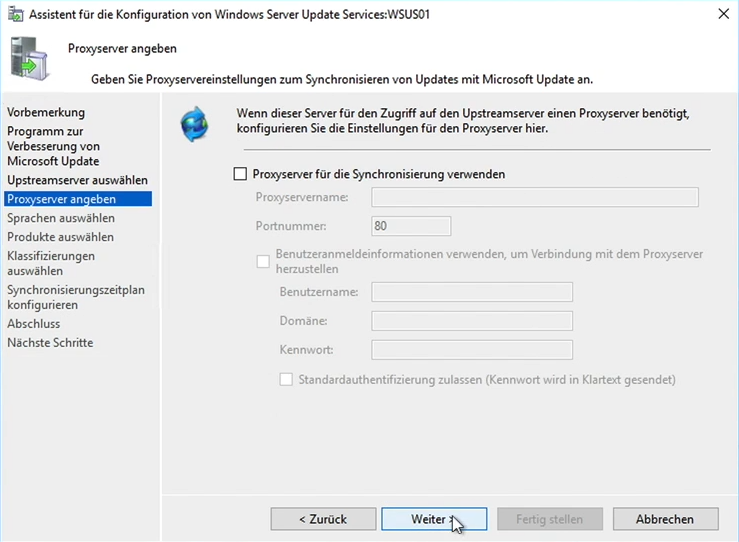 Assistent für die Konfiguration von Windows Server Update Services:WSUS01
Proxyserver angeben
Geben Sie Proxyservereinstellungen zum Synchronisieren von Updates mit Microsoft Update an.
Vorbemerkung
Programm zur
Verbesserung von
Microsoft Update
Upstreamserver auswählen
Proxyserver angeben
Sprachen auswählen
Produkte auswählen
Klassifizierungen
auswählen
Synchronisierungszeitplan
konfigurieren
Abschluss
Nächste Schritte
Wenn dieser Server für den Zugriff auf den Upstreamserver einen Proxyserver benötigt,
konfigurieren Sie die Einstellungen für den Proxyserver hier.
Proxyserver für die Synchronisierung verwenden
Proxyservername:
Portnummer: 80
Benutzeranmeldeinformationen verwenden, um Verbindung mit dem Proxyserver
herzustellen
Benutzername:
Domäne:
Kennwort:
Standardauthentifizierung zulassen (Kennwort wird in Klartext gesendet)
< Zurück Weiter > Fertig stellen Abbrechen